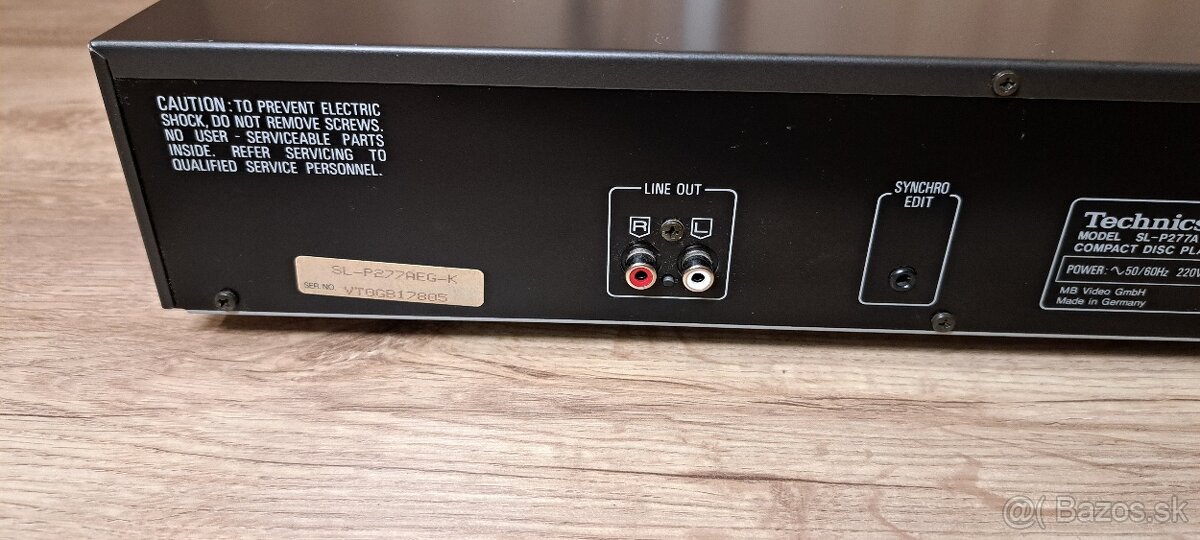 CAUTION: TO PREVENT ELECTRIC
SHOCK, DO NOT REMOVE SCREWS.
NO USER - SERVICEABLE PARTS
INSIDE. REFER SERVICING TO
QUALIFIED SERVICE PERSONNEL.
SL-P277AEG-K
SER.NO. VT0GB17805
LINE OUT
R L
SYNCHRO
EDIT
Technics
MODEL SL-P277A
COMPACT DISC PLA
POWER: ∿50/60Hz 220V
MB Video GmbH
Made in Germany
@( Bazos.sk